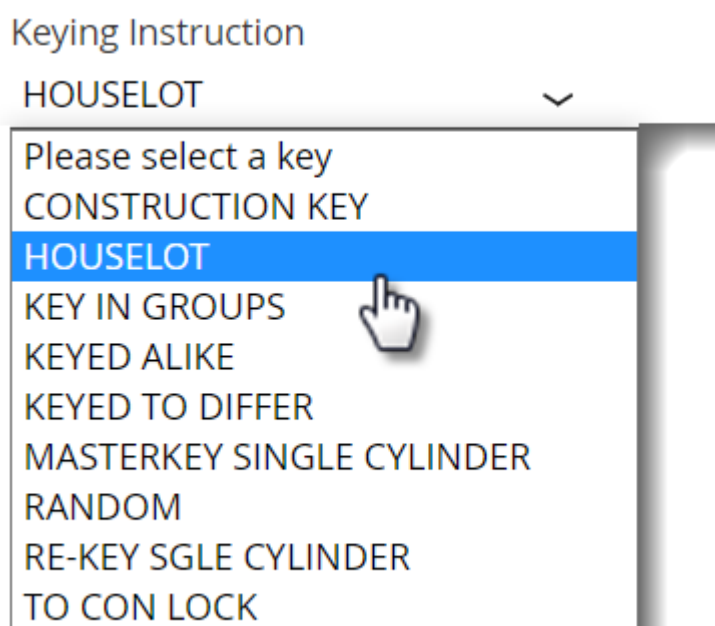 Keying Instruction
HOUSELOT
Please select a key
CONSTRUCTION KEY
HOUSELOT
KEY IN GROUPS
KEYED ALIKE
KEYED TO DIFFER
MASTERKEY SINGLE CYLINDER
RANDOM
RE-KEY SGLE CYLINDER
TO CON LOCK